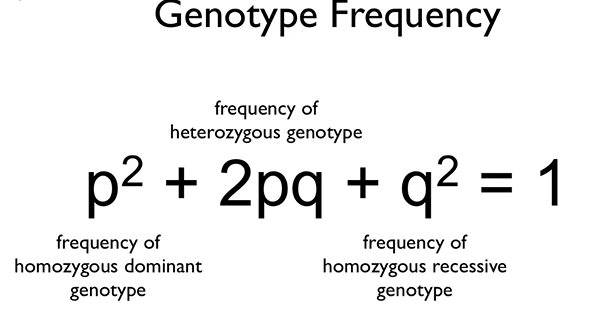 Genotype Frequency
frequency of
heterozygous genotype
p² + 2pq + q² = 1
frequency of
homozygous dominant
genotype
frequency of
homozygous recessive
genotype